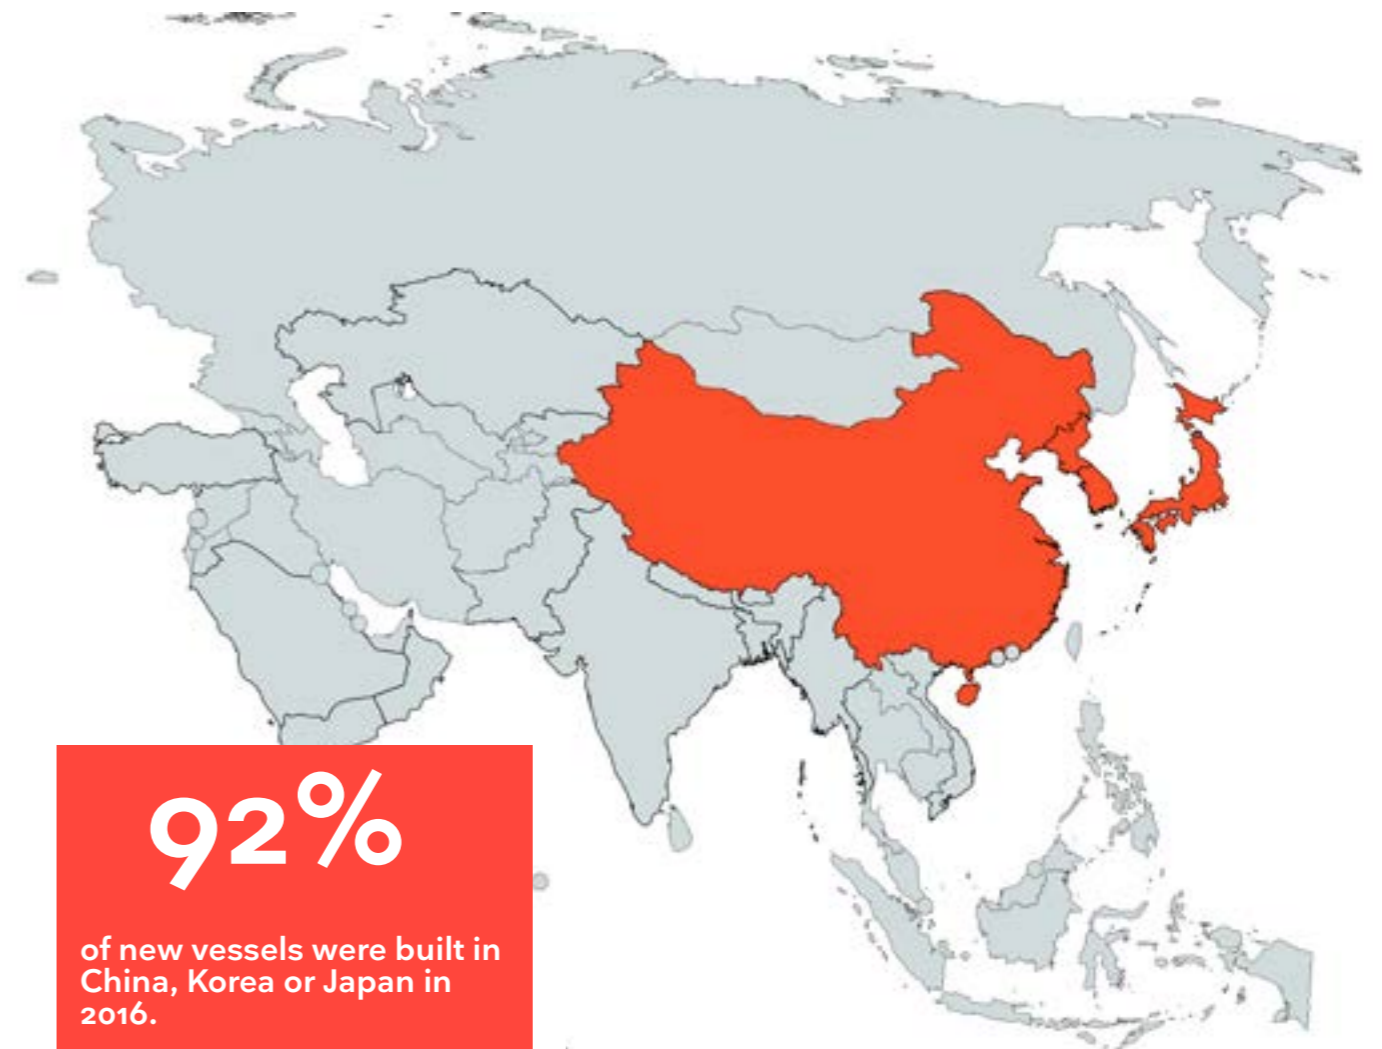 92%
of new vessels were built in
China, Korea or Japan in
2016.